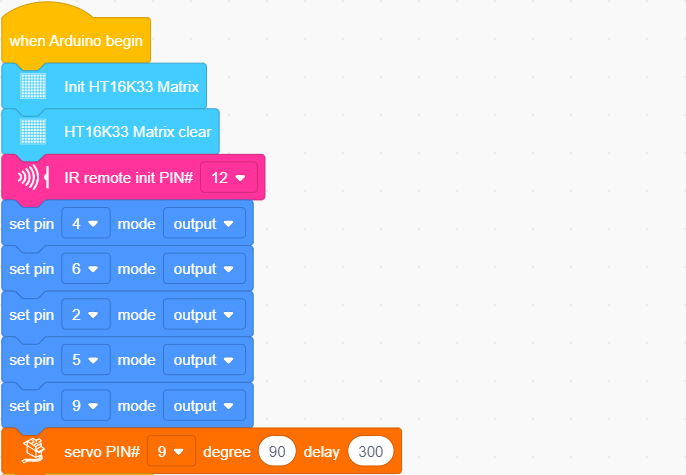 when Arduino begin
Init HT16K33 Matrix
HT16K33 Matrix clear
IR remote init PIN# 12
set pin 4 mode output
set pin 6 mode output
set pin 2 mode output
set pin 5 mode output
set pin 9 mode output
servo PIN# 9 degree 90 delay 300